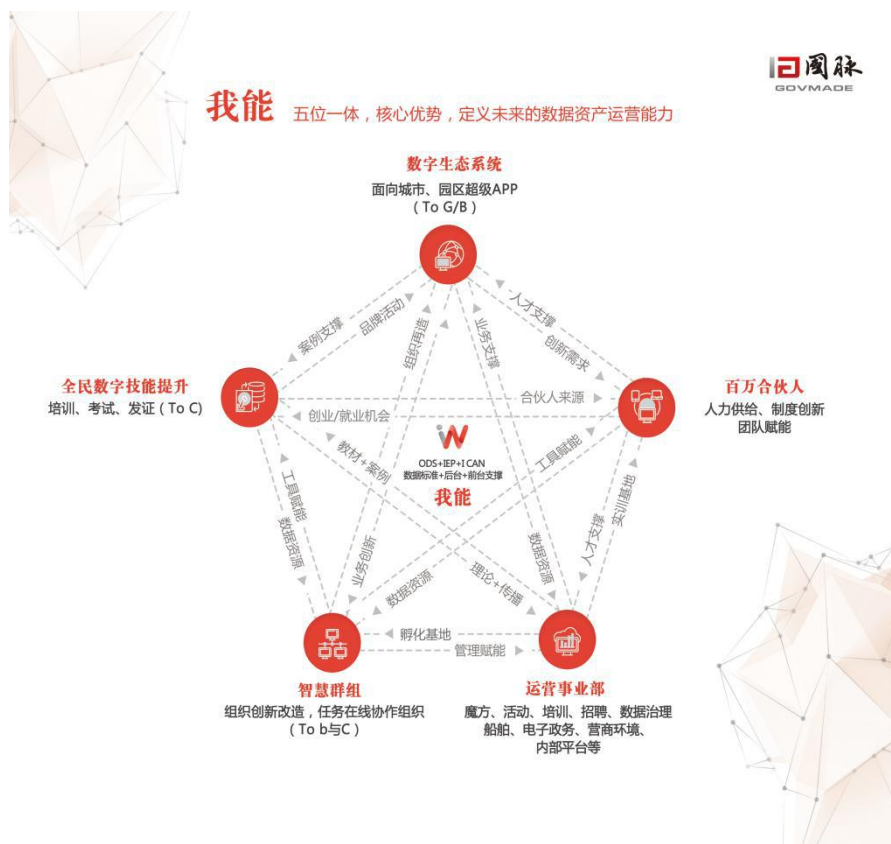 国脉
GOVMADE
我能 五位一体，核心优势，定义未来的数据资产运营能力
数字生态系统
面向城市、园区超级APP
（To G/B）
案例支撑
品牌活动
组织再造
业务支撑
人才支撑
创新需求
全民数字技能提升
培训、考试、发证（To C）
合伙人来源
创业/就业机会
百万合伙人
人力供给、制度创新
团队赋能
ODS+IEP+I CAN
数据标准+后台+前台支撑
我能
教材+案例
工具赋能
工具赋能
数据资源
人才支撑
实训基地
业务创新
数据资源
理论+传播
数据资源
孵化基地
管理赋能
智慧群组
组织创新改造，任务在线协作组织
（To b与C）
运营事业部
魔方、活动、培训、招聘、数据治理
船舶、电子政务、营商环境、
内部平台等